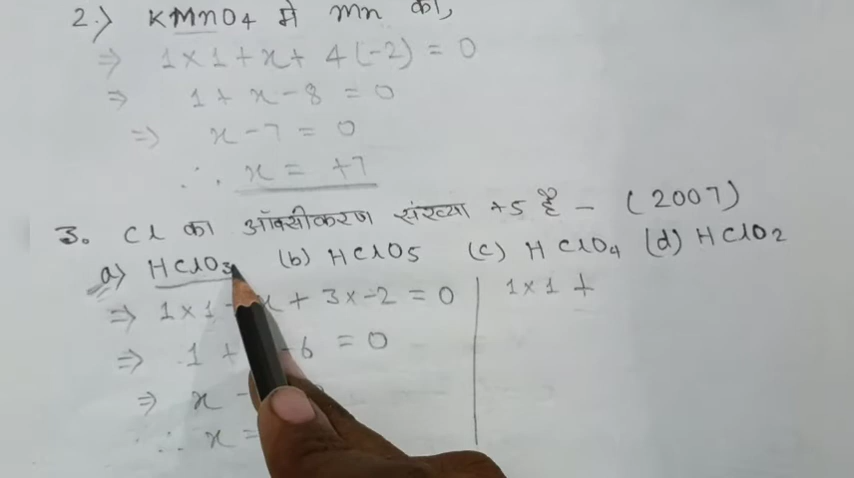 2.) KMnO4 में Mn का,
⇒ 1×1+x+ 4(-2) = 0
⇒ 1+x-8 = 0
⇒ x-7 = 0
∴ x = +7
3. Cl का ऑक्सीकरण संख्या +5 है – (2007)
a) HClO3 (b) HClO5 (c) HClO4 (d) HClO2
⇒ 1×1 x + 3×-2 = 0
1×1 +
⇒ 1 + -6 = 0
⇒ x -
∴ x =